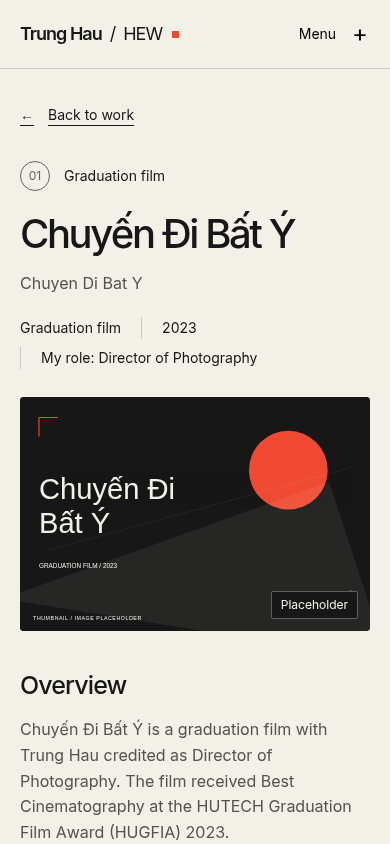 Trung Hau / HEW
Menu +
← Back to work
01 Graduation film
Chuyến Đi Bất Ý
Chuyen Di Bat Y
Graduation film
2023
My role: Director of Photography
Chuyến Đi
Bất Ý
GRADUATION FILM / 2023
THUMBNAIL / IMAGE PLACEHOLDER
Placeholder
Overview
Chuyến Đi Bất Ý is a graduation film with
Trung Hau credited as Director of
Photography. The film received Best
Cinematography at the HUTECH Graduation
Film Award (HUGFIA) 2023.